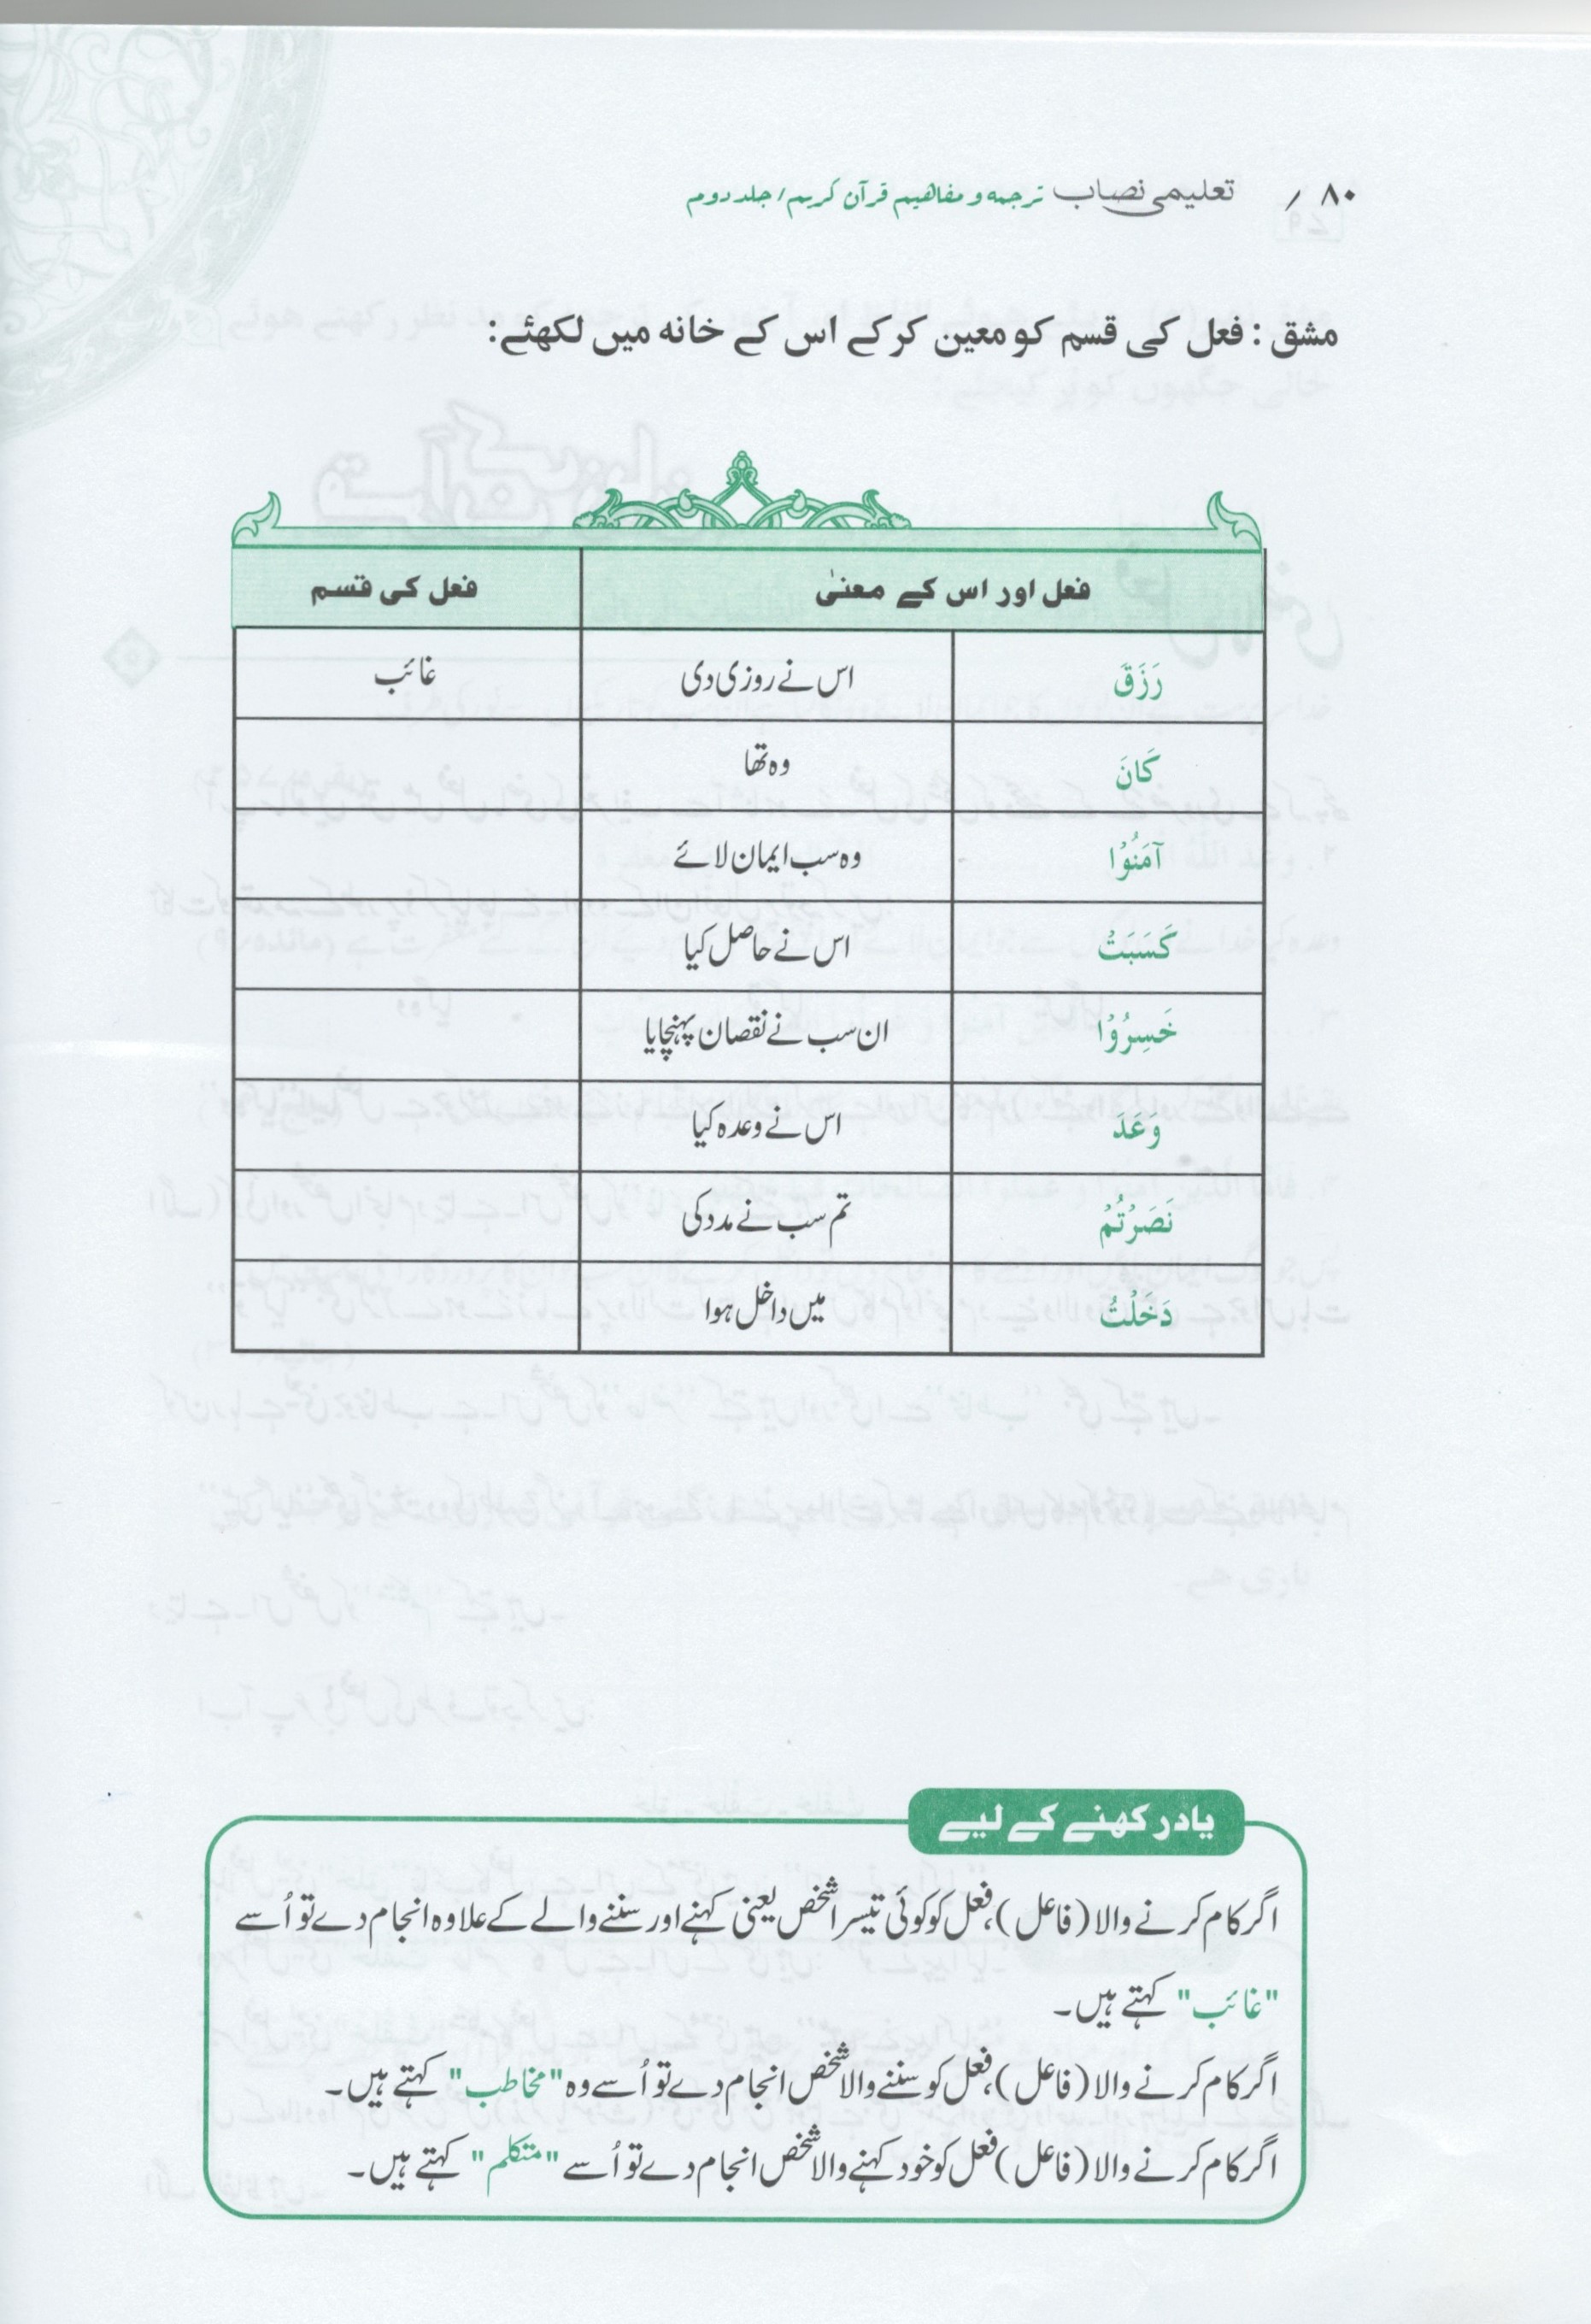 ۸۰ / تعلیمی نصاب ترجمه و مفاهیم قرآن کریم/ جلد دوم
مشق : فعل کی قسم کو معین کرکے اس کے خانہ میں لکھئے:
فعل اور اس کے معنیٰ فعل کی قسم
رَزَقَ اس نے روزی دی غائب
كَانَ وہ تھا
آمَنُوْا وہ سب ایمان لائے
كَسَبَتْ اس نے حاصل کیا
خَسِرُوْا ان سب نے نقصان پہنچایا
وَعَدَ اس نے وعدہ کیا
نَصَرْتُمْ تم سب نے مدد کی
دَخَلْتُ میں داخل ہوا
یادر کھنے کے لیے
اگر کام کرنے والا (فاعل)، فعل کو کوئی تیسرا شخص یعنی کہنے اور سننے والے کے علاوہ انجام دے تو اُسے
"غائب" کہتے ہیں۔
اگر کام کرنے والا (فاعل)، فعل کو سننے والا شخص انجام دے تو اُسے وہ "مخاطب" کہتے ہیں۔
اگر کام کرنے والا (فاعل) فعل کو خود کہنے والا شخص انجام دے تو اُسے "متکلم" کہتے ہیں۔